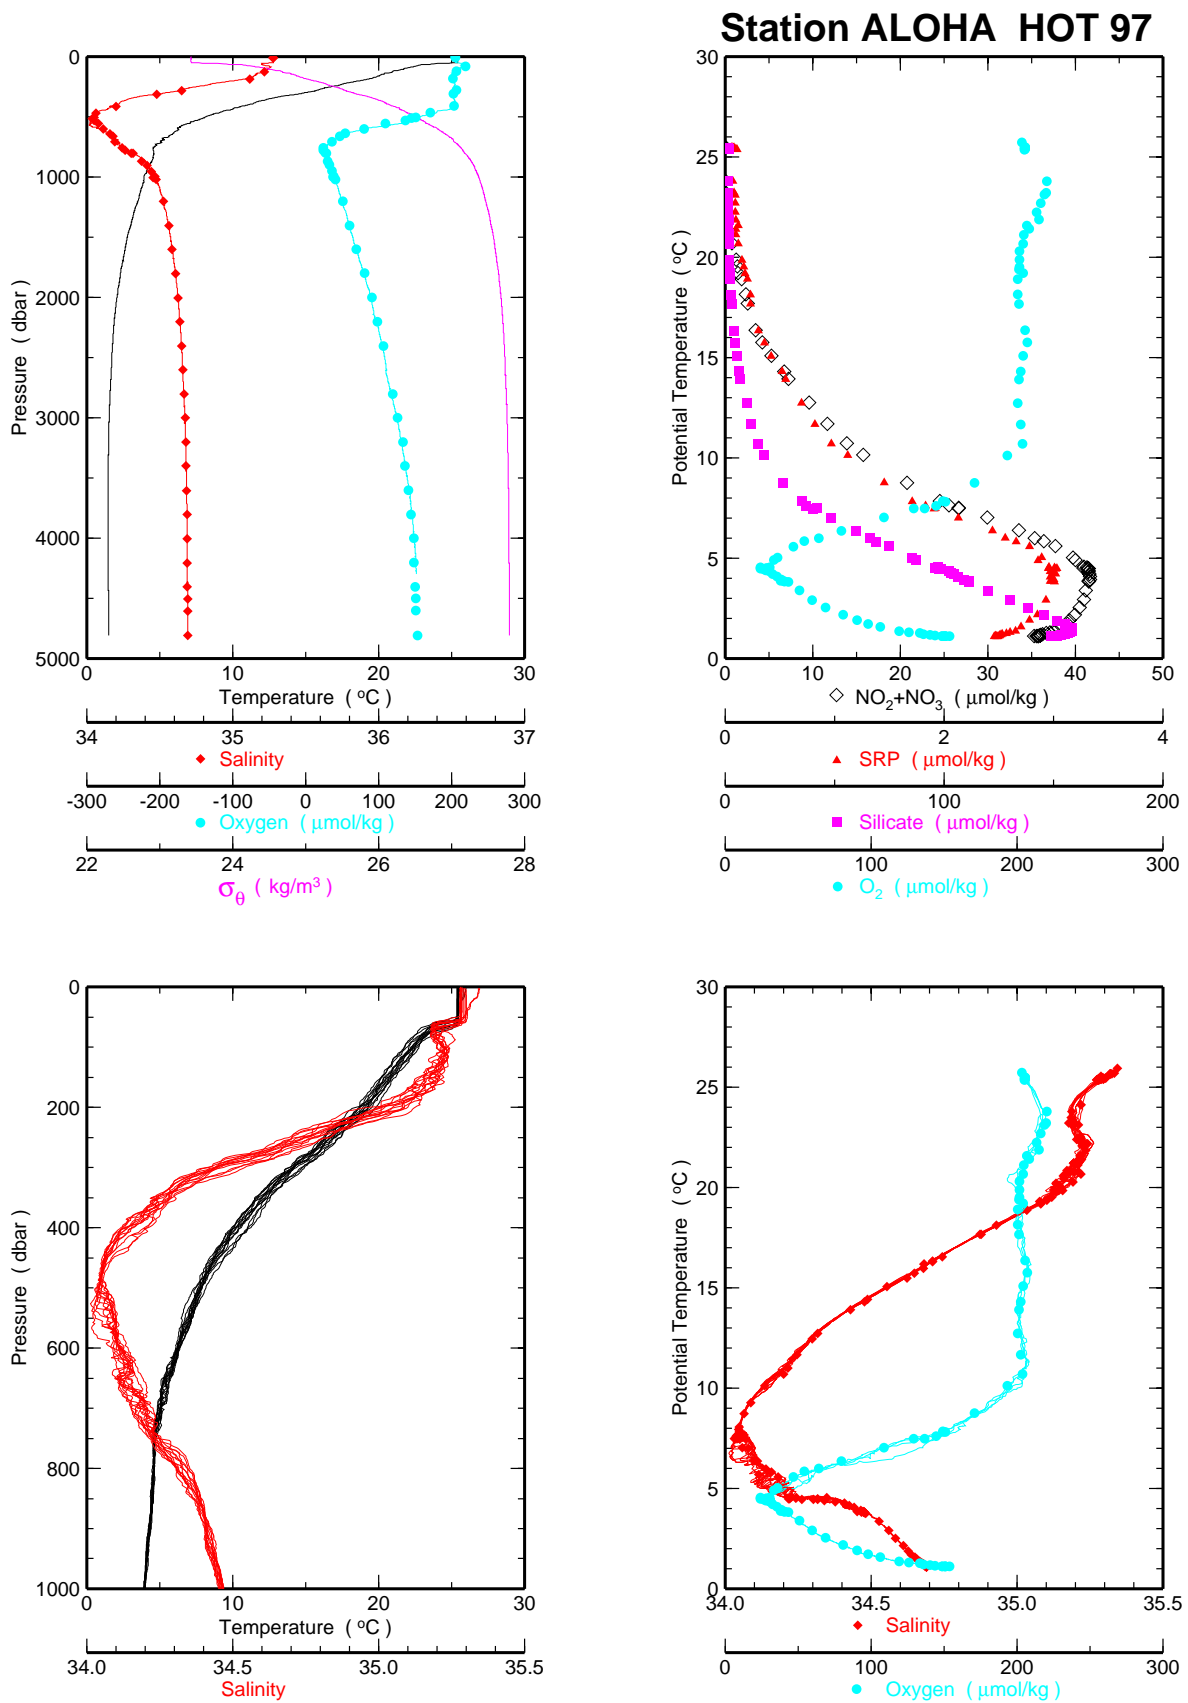 Station ALOHA  HOT 97
0
1000
2000
3000
4000
5000
Pressure ( dbar)
0 10 20 30
Temperature ( °C)
34 35 36 37
Salinity
-300 -200 -100 0 100 200 300
Oxygen ( μmol/kg)
22 24 26 28
σθ ( kg/m³ )
30
25
20
15
10
5
0
Potential Temperature ( °C)
0 10 20 30 40 50
NO₂+NO₃ ( μmol/kg)
0 2 4
SRP ( μmol/kg)
0 100 200
Silicate ( μmol/kg)
0 100 200 300
O₂ ( μmol/kg)
0
200
400
600
800
1000
Pressure ( dbar)
0 10 20 30
Temperature ( °C)
34.0 34.5 35.0 35.5
Salinity
30
25
20
15
10
5
0
Potential Temperature ( °C)
34.0 34.5 35.0 35.5
Salinity
0 100 200 300
Oxygen ( μmol/kg)